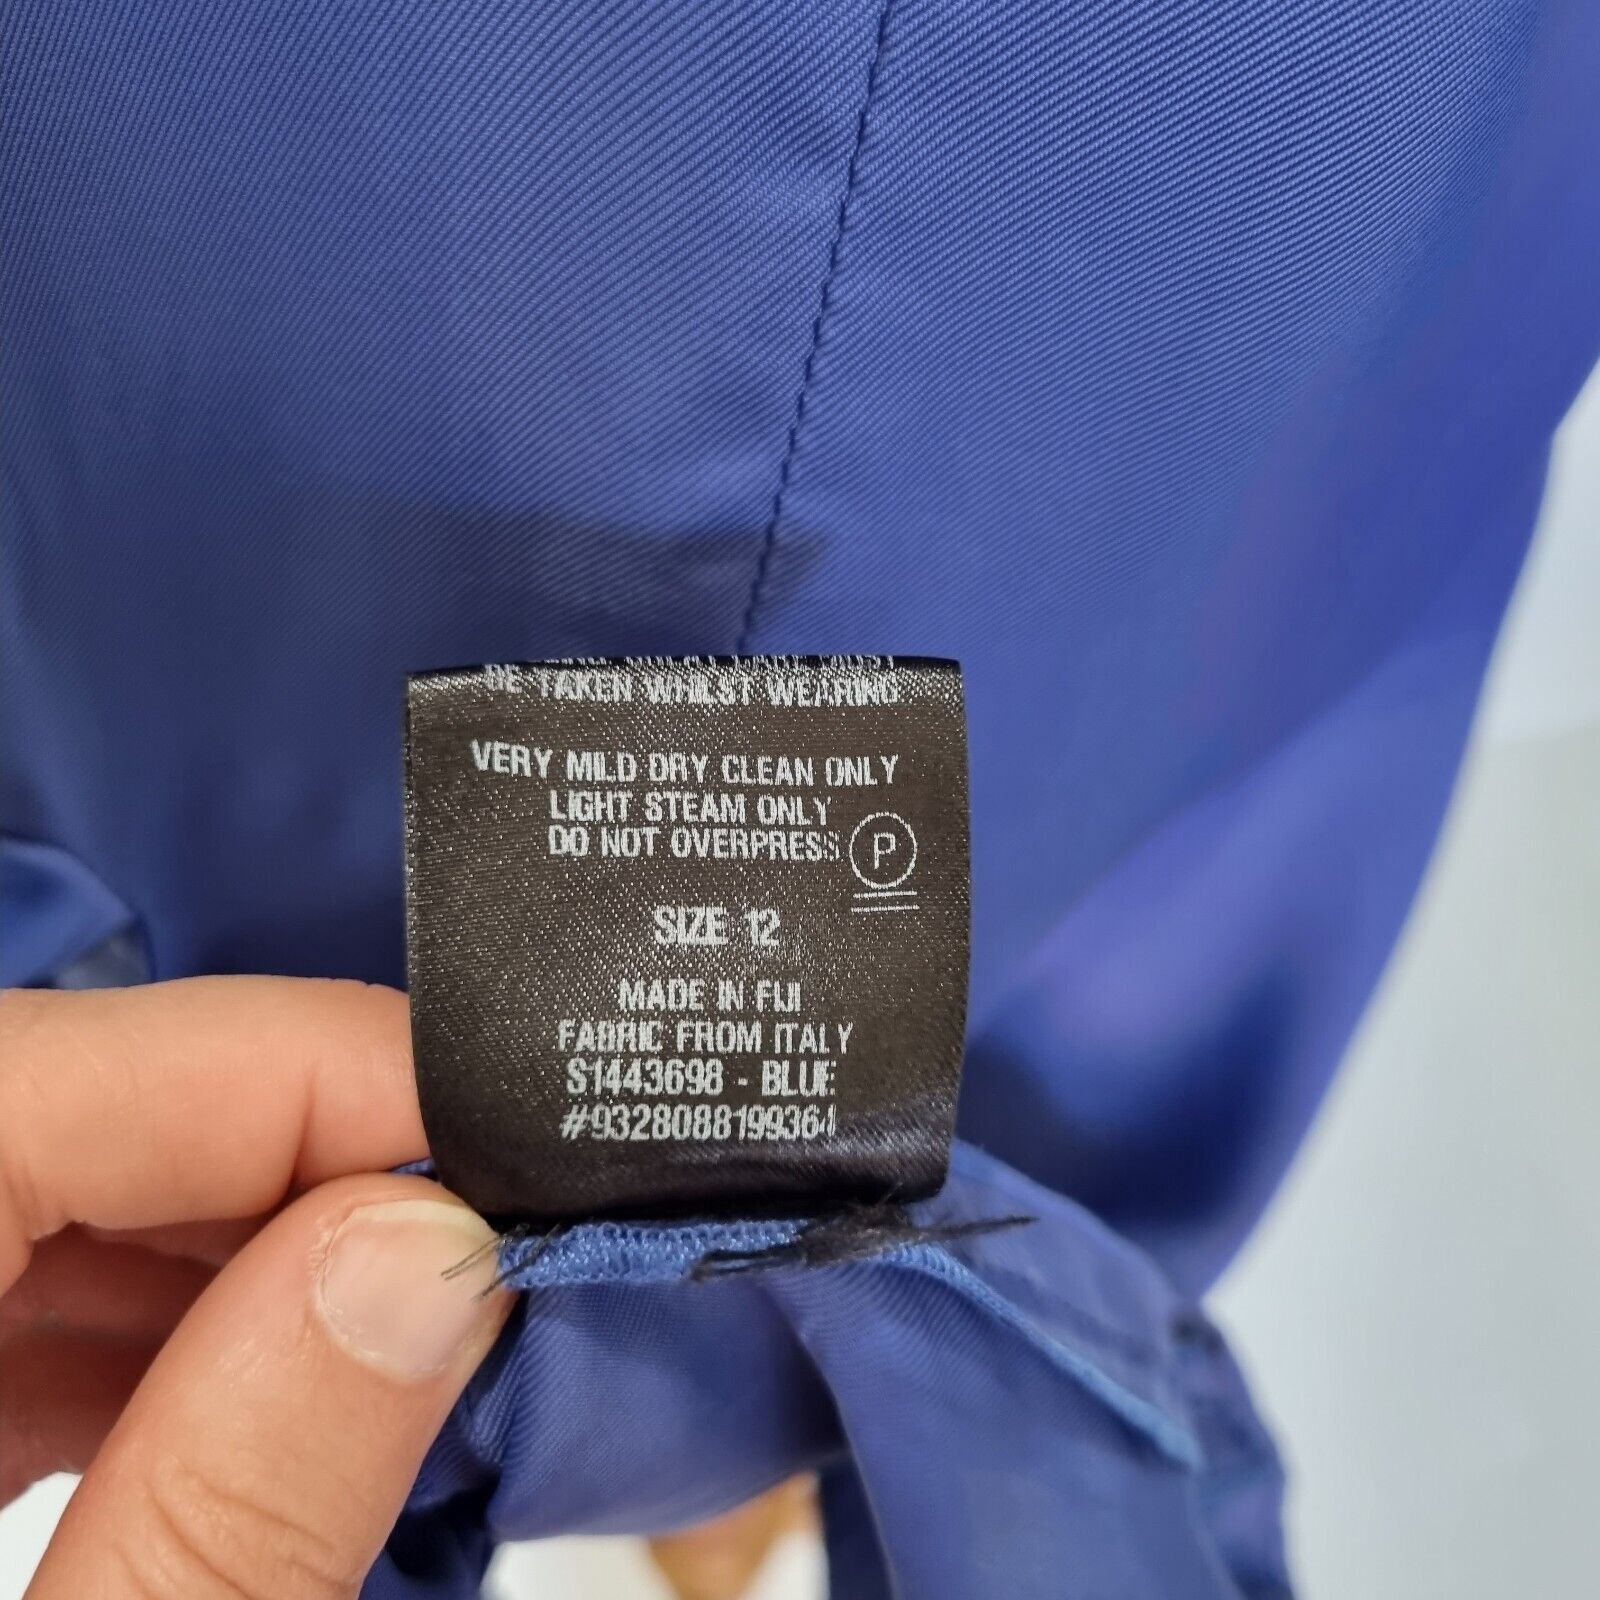 BE TAKEN WHILST WEARING
VERY MILD DRY CLEAN ONLY
LIGHT STEAM ONLY
DO NOT OVERPRESS
P
SIZE 12
MADE IN FIJI
FABRIC FROM ITALY
S1443698 - BLUE
#9328088199364